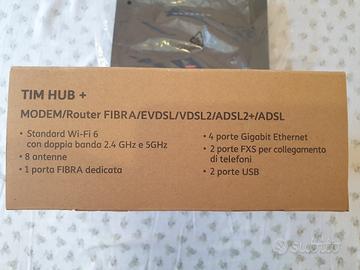 TIM HUB +
MODEM/Router FIBRA/EVDSL/VDSL2/ADSL2+/ADSL
• Standard Wi-Fi 6
con doppia banda 2.4 GHz e 5GHz
• 8 antenne
• 1 porta FIBRA dedicata
• 4 porte Gigabit Ethernet
• 2 porte FXS per collegamento
di telefoni
• 2 porte USB
Subito